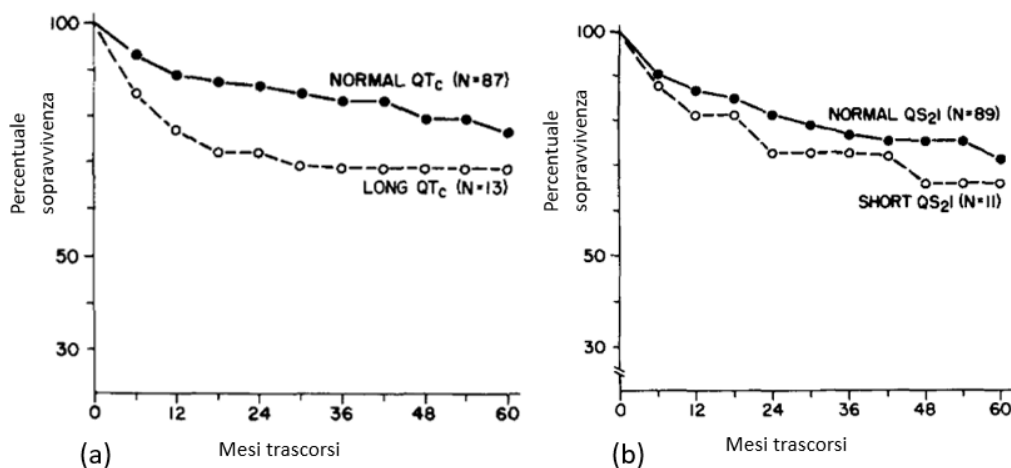 Percentuale
sopravvivenza
100
50
30
NORMAL QTc (N=87)
LONG QTc (N=13)
0 12 24 36 48 60
(a) Mesi trascorsi
Percentuale
sopravvivenza
100
50
30
NORMAL QS2I (N=89)
SHORT QS2I (N=11)
0 12 24 36 48 60
(b) Mesi trascorsi